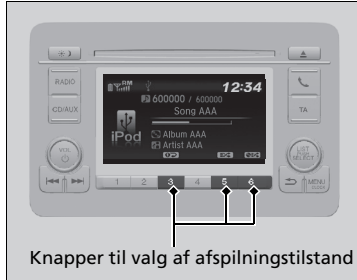 RM
12:34
600000 / 600000
Song AAA
iPod
Album AAA
Artist AAA
RADIO
CD/AUX
VOL
TA
LIST
SELECT
MENU
1 2 3 4 5 6
Knapper til valg af afspilningstilstand